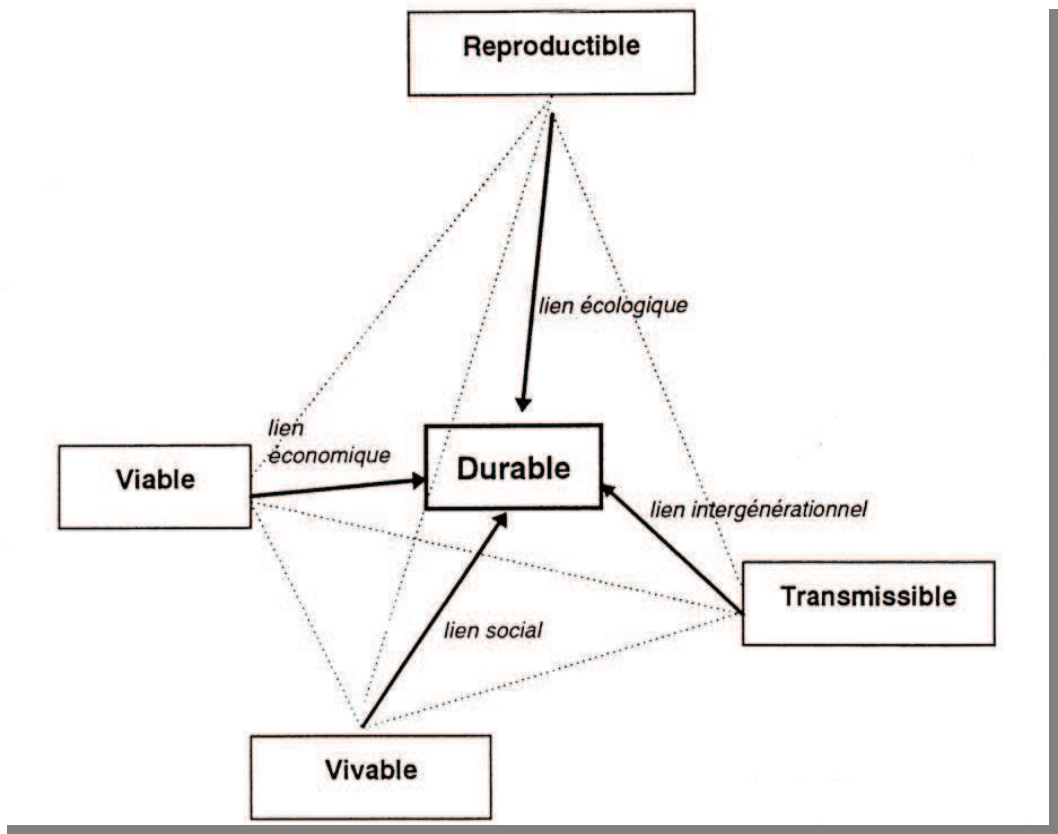 Reproductible
lien écologique
lien
économique
Viable
Durable
lien intergénérationnel
Transmissible
lien social
Vivable